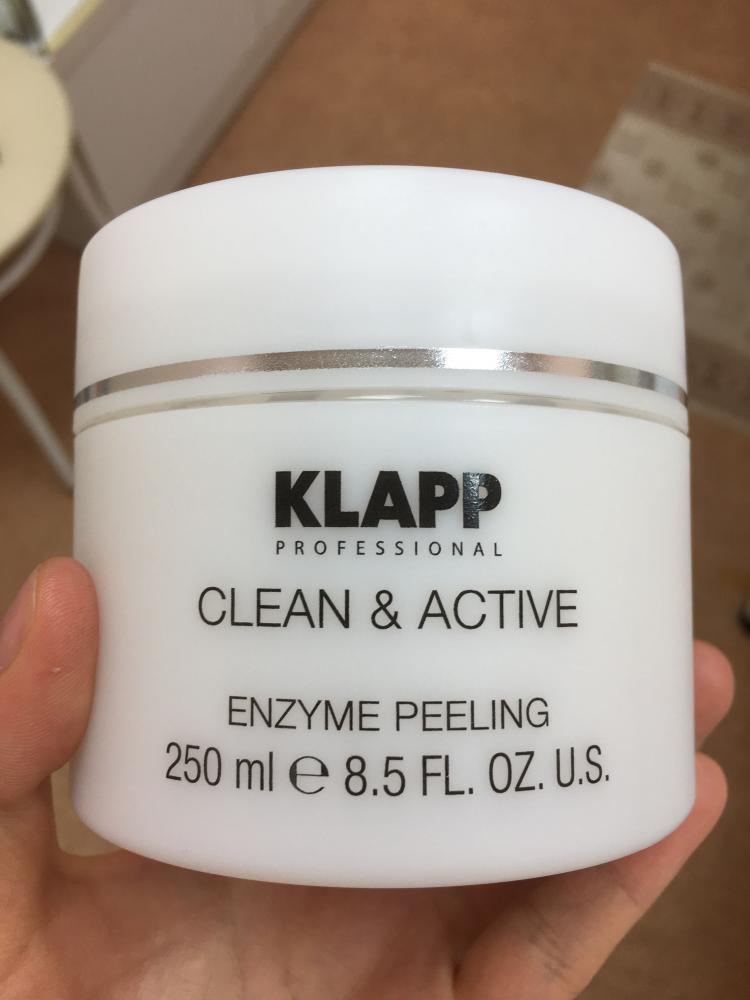 KLAPP
PROFESSIONAL
CLEAN & ACTIVE
ENZYME PEELING
250 ml ℮ 8.5 FL. OZ. U.S.